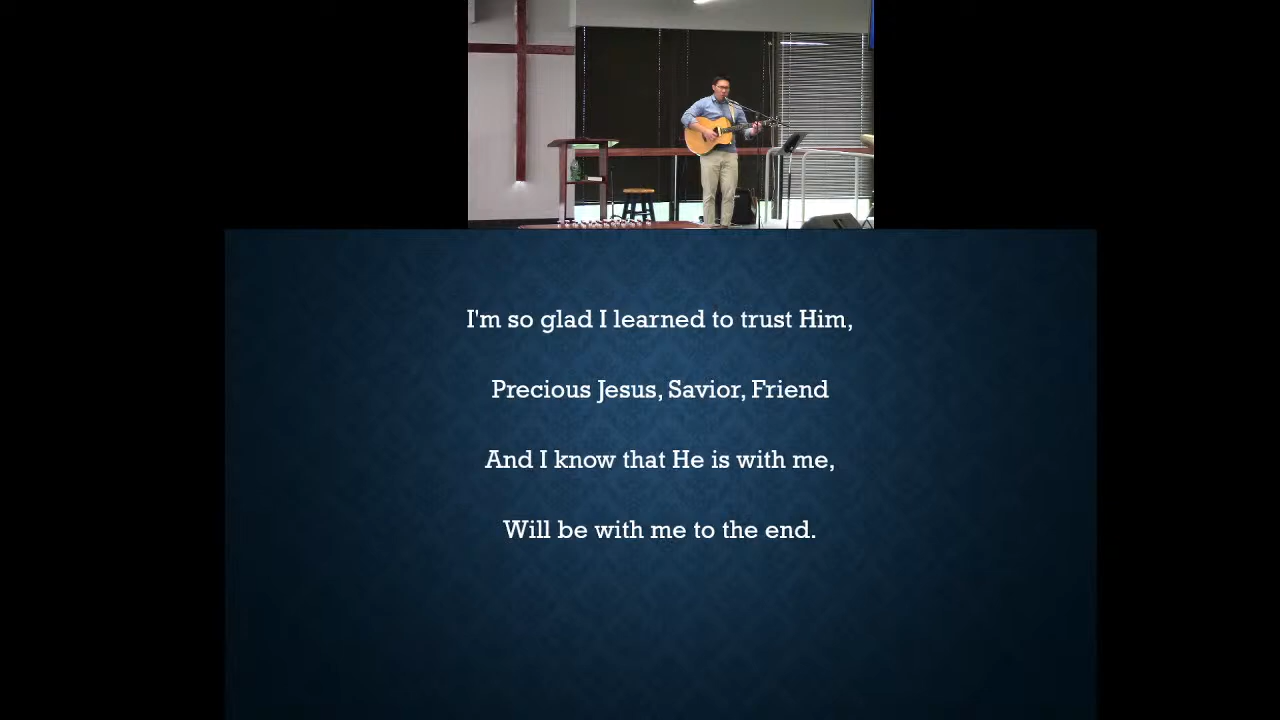 I'm so glad I learned to trust Him,
Precious Jesus, Savior, Friend
And I know that He is with me,
Will be with me to the end.